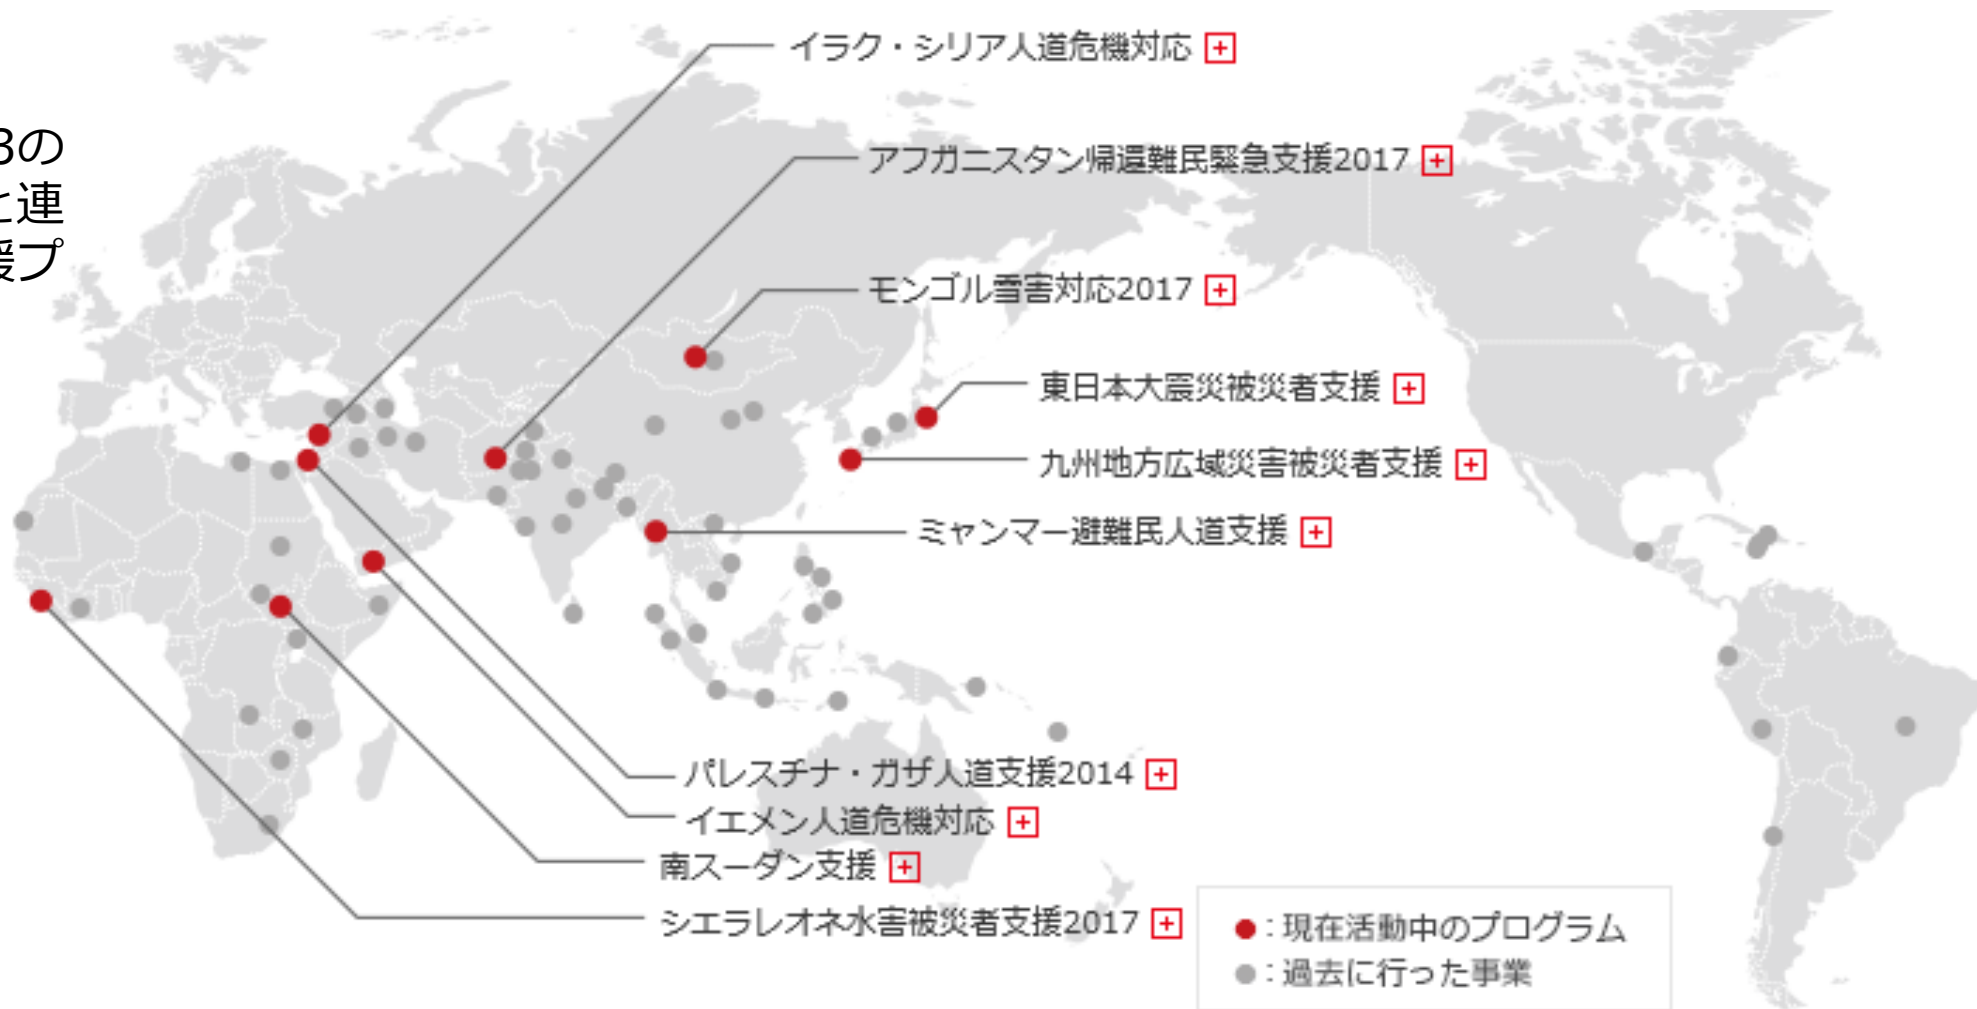 3の
と連
援プ
イラク・シリア人道危機対応
アフガニスタン帰還難民緊急支援2017
モンゴル雪害対応2017
東日本大震災被災者支援
九州地方広域災害被災者支援
ミャンマー避難民人道支援
パレスチナ・ガザ人道支援2014
イエメン人道危機対応
南スーダン支援
シエラレオネ水害被災者支援2017
●：現在活動中のプログラム
●：過去に行った事業